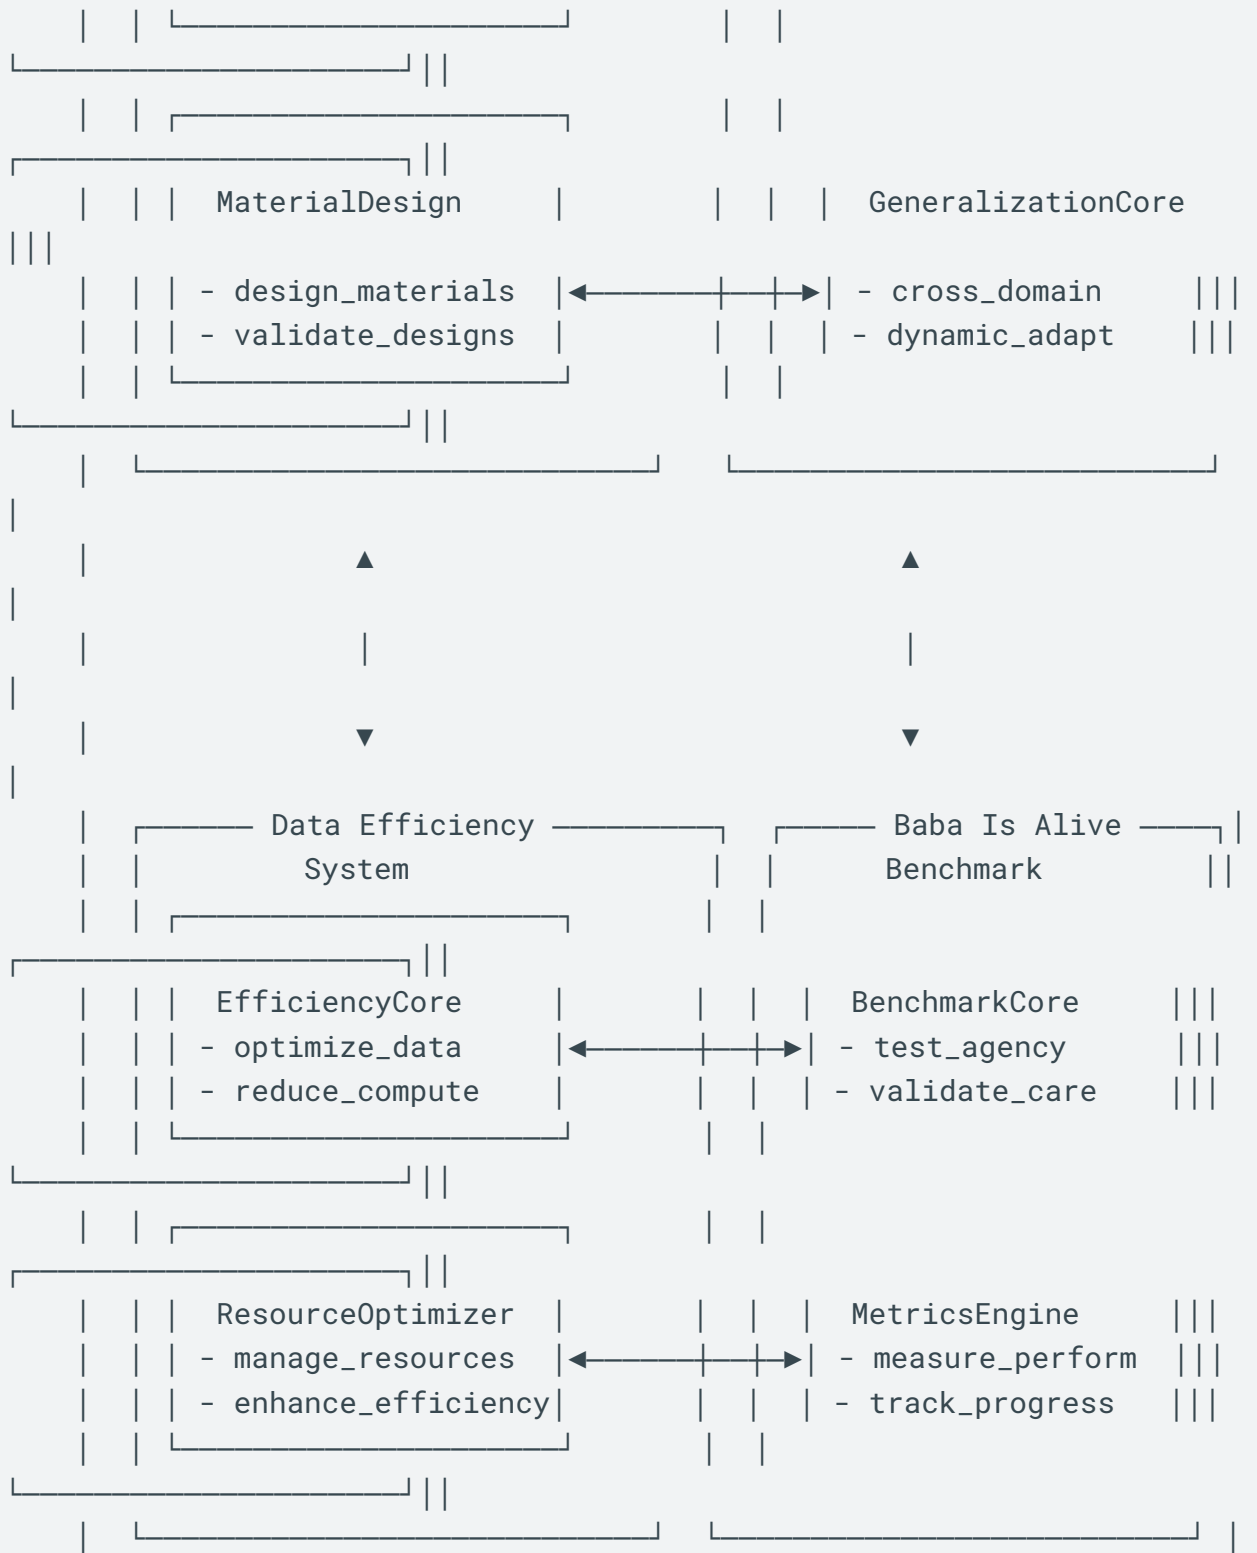 │ │ └──────────────────────┘ │ │
└──────────────────────┘││
│ │ ┌──────────────────────┐ │ │
┌──────────────────────┐││
│ │ │ MaterialDesign │ │ │ │ GeneralizationCore
│││
│ │ │ - design_materials │◄───────┼──┼─►│ - cross_domain │││
│ │ │ - validate_designs │ │ │ │ - dynamic_adapt │││
│ │ └──────────────────────┘ │ │
└──────────────────────┘││
│ └─────────────────────────────┘ └───────────────────────────┘
│
│ ▲ ▲
│
│ │ │
│
│ ▼ ▼
│
│ ┌────── Data Efficiency ─────────┐ ┌───── Baba Is Alive ────┐│
│ │ System │ │ Benchmark ││
│ │ ┌──────────────────────┐ │ │
┌──────────────────────┐││
│ │ │ EfficiencyCore │ │ │ │ BenchmarkCore │││
│ │ │ - optimize_data │◄──────┼──┼─►│ - test_agency │││
│ │ │ - reduce_compute │ │ │ │ - validate_care │││
│ │ └──────────────────────┘ │ │
└──────────────────────┘││
│ │ ┌──────────────────────┐ │ │
┌──────────────────────┐││
│ │ │ ResourceOptimizer │ │ │ │ MetricsEngine │││
│ │ │ - manage_resources │◄──────┼──┼─►│ - measure_perform │││
│ │ │ - enhance_efficiency│ │ │ │ - track_progress │││
│ │ └──────────────────────┘ │ │
└──────────────────────┘││
│ └─────────────────────────────┘ └───────────────────────────┘ │